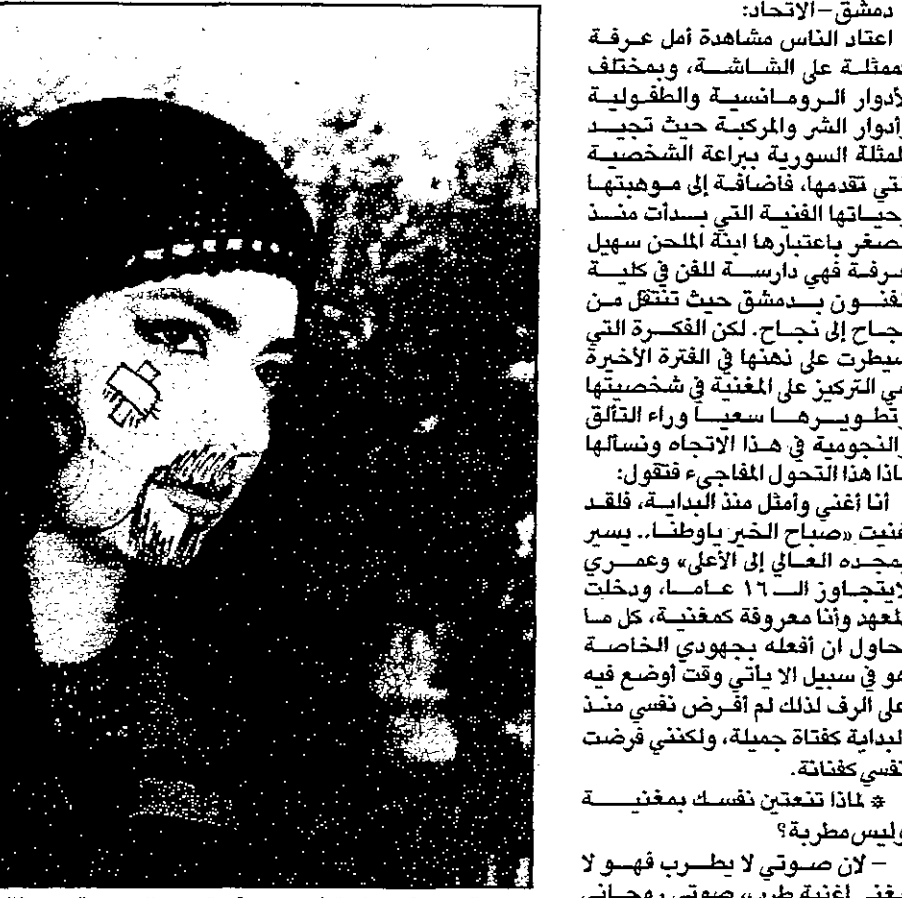 دمشق–الاتحاد:
اعتاد الناس مشاهدة أمل عرفة
كممثلة على الشاشة، وبمختلف
الأدوار الرومانسية والطفولية
وأدوار الشر والمركبة حيث تجيد
الممثلة السورية ببراعة الشخصية
التي تقدمها، فاضافة إلى موهبتها
وحياتها الفنية التي بدأت منذ
الصغر باعتبارها ابنة الملحن سهيل
عرفة فهي دارسة للفن في كلية
الفنون بدمشق حيث تنتقل من
نجاح إلى نجاح. لكن الفكرة التي
سيطرت على ذهنها في الفترة الأخيرة
هي التركيز على المغنية في شخصيتها
وتطويرها سعياً وراء التألق
والنجومية في هذا الاتجاه ونسألها
لماذا هذا التحول المفاجيء فتقول:
أنا أغني وأمثل منذ البداية، فلقد
غنيت «صباح الخير ياوطنا.. يسير
بمجده العالي إلى الأعلى» وعمري
لايتجاوز الـ ١٦ عاما، ودخلت
المعهد وأنا معروفة كمغنية، كل ما
أحاول ان أفعله بجهودي الخاصة
هو في سبيل الا يأتي وقت أوضع فيه
على الرف لذلك لم أفرض نفسي منذ
البداية كفتاة جميلة، ولكنني فرضت
نفسي كفنانة.
* لماذا تنعتين نفسك بمغنية
وليس مطربة؟
– لان صوتي لا يطرب فهو لا
يغني أغنية طرب، صوتي روحاني